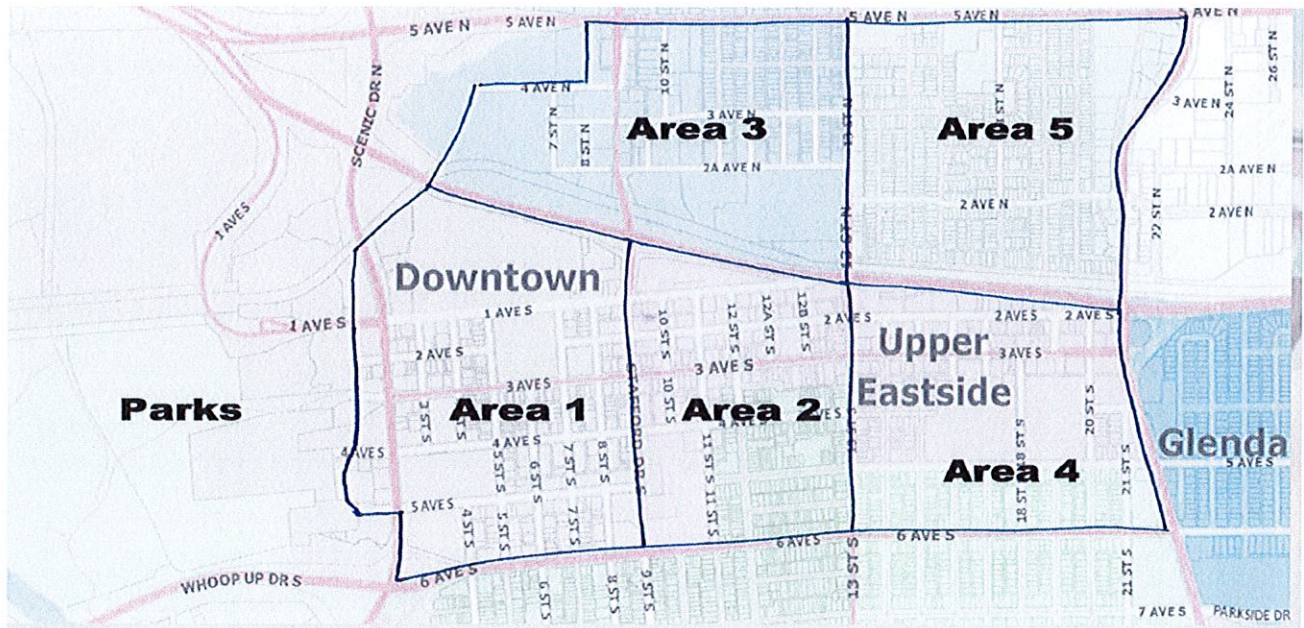 5 AVE N
5 AVE N
5 AVE N
5 AVE N
5 AVE N
SCENIC DR N
4 AVE N
10 ST N
3 AVE N
Area 3
7 ST N
8 ST N
2A AVE N
13 ST N
13 ST N
Area 5
2 AVE N
3 AVE N
24 ST N
26 ST N
2A AVE N
2 AVE N
22 ST N
1 AVE S
Downtown
1 AVE S
1 AVE S
2 AVE S
3 AVE S
3 ST S
Area 1
Parks
4 AVE S
4 AVE S
5 ST S
6 ST S
7 ST S
8 ST S
5 AVE S
4 ST S
5 ST S
7 ST S
STAFFORD DR S
10 ST S
12 ST S
12A ST S
12B ST S
2 AVE S
3 AVE S
10 ST S
Area 2
11 ST S
11 ST S
2 AVE S
2 AVE S
Upper
3 AVE S
Eastside
20 ST S
Area 4
18 ST S
21 ST S
Glenda
5 AVE S
WHOOP UP DR S
6 AVE S
6 AVE S
6 AVE S
6 ST S
8 ST S
9 ST S
13 ST S
21 ST S
7 AVE S
PARKSIDE DR